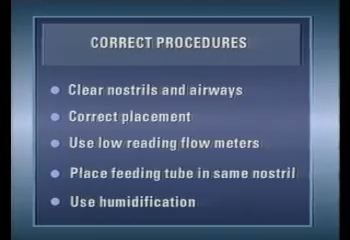 CORRECT PROCEDURES
Clear nostrils and airways
Correct placement
Use low reading flow meters
Place feeding tube in same nostril
Use humidification